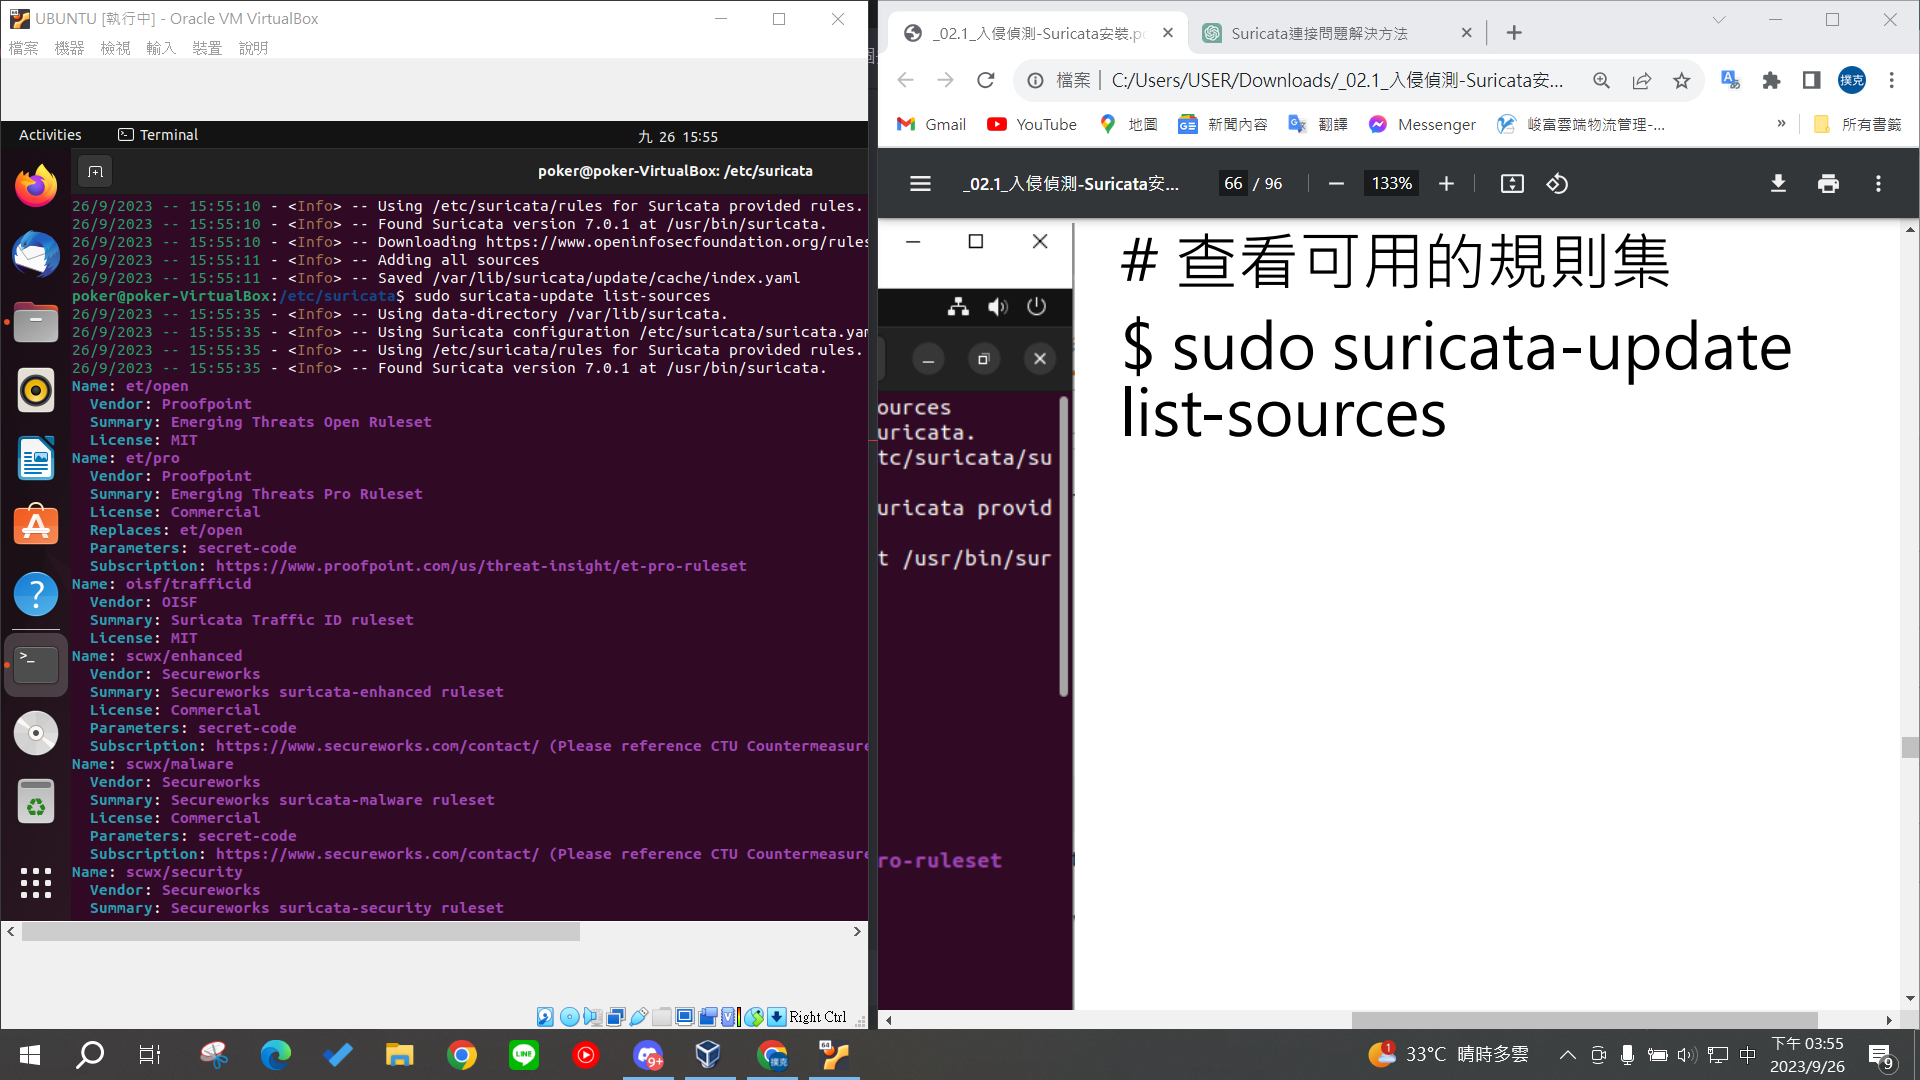 UBUNTU [執行中] - Oracle VM VirtualBox
檔案 機器 檢視 輸入 裝置 說明
Activities Terminal 九 26 15:55
poker@poker-VirtualBox: /etc/suricata
26/9/2023 -- 15:55:10 - <Info> -- Using /etc/suricata/rules for Suricata provided rules.
26/9/2023 -- 15:55:10 - <Info> -- Found Suricata version 7.0.1 at /usr/bin/suricata.
26/9/2023 -- 15:55:10 - <Info> -- Downloading https://www.openinfosecfoundation.org/rules
26/9/2023 -- 15:55:11 - <Info> -- Adding all sources
26/9/2023 -- 15:55:11 - <Info> -- Saved /var/lib/suricata/update/cache/index.yaml
poker@poker-VirtualBox:/etc/suricata$ sudo suricata-update list-sources
26/9/2023 -- 15:55:35 - <Info> -- Using data-directory /var/lib/suricata.
26/9/2023 -- 15:55:35 - <Info> -- Using Suricata configuration /etc/suricata/suricata.yam
26/9/2023 -- 15:55:35 - <Info> -- Using /etc/suricata/rules for Suricata provided rules.
26/9/2023 -- 15:55:35 - <Info> -- Found Suricata version 7.0.1 at /usr/bin/suricata.
Name: et/open
Vendor: Proofpoint
Summary: Emerging Threats Open Ruleset
License: MIT
Name: et/pro
Vendor: Proofpoint
Summary: Emerging Threats Pro Ruleset
License: Commercial
Replaces: et/open
Parameters: secret-code
Subscription: https://www.proofpoint.com/us/threat-insight/et-pro-ruleset
Name: oisf/trafficid
Vendor: OISF
Summary: Suricata Traffic ID ruleset
License: MIT
Name: scwx/enhanced
Vendor: Secureworks
Summary: Secureworks suricata-enhanced ruleset
License: Commercial
Parameters: secret-code
Subscription: https://www.secureworks.com/contact/ (Please reference CTU Countermeasure
Name: scwx/malware
Vendor: Secureworks
Summary: Secureworks suricata-malware ruleset
License: Commercial
Parameters: secret-code
Subscription: https://www.secureworks.com/contact/ (Please reference CTU Countermeasure
Name: scwx/security
Vendor: Secureworks
Summary: Secureworks suricata-security ruleset
Right Ctrl
_02.1_入侵偵測-Suricata安裝.p
Suricata連接問題解決方法
檔案 C:/Users/USER/Downloads/_02.1_入侵偵測-Suricata安...
撲克
Gmail YouTube 地圖 新聞內容 翻譯 Messenger 峻富雲端物流管理-... » 所有書籤
_02.1_入侵偵測-Suricata安... 66 / 96 133%
ources
uricata.
tc/suricata/su
uricata provid
t /usr/bin/sur
ro-ruleset
# 查看可用的規則集
$ sudo suricata-update
list-sources
9+
撲克
64
1
33°C 晴時多雲
中
下午 03:55
2023/9/26
9